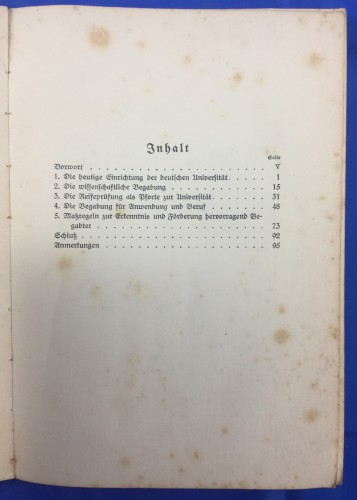 Inhalt
Seite
Vorwort . . . . . . . . . . . . . . . . . . . . V
1. Die heutige Einrichtung der deutschen Universität . . . . . 1
2. Die wissenschaftliche Begabung . . . . . . . . . . . 15
3. Die Reifeprüfung als Pforte zur Universität . . . . . . . 31
4. Die Begabung für Anwendung und Beruf . . . . . . . . 48
5. Maßregeln zur Erkenntnis und Förderung hervorragend Be-
gabter . . . . . . . . . . . . . . . . . . . 73
Schluß . . . . . . . . . . . . . . . . . . . . 92
Anmerkungen . . . . . . . . . . . . . . . . . . 95